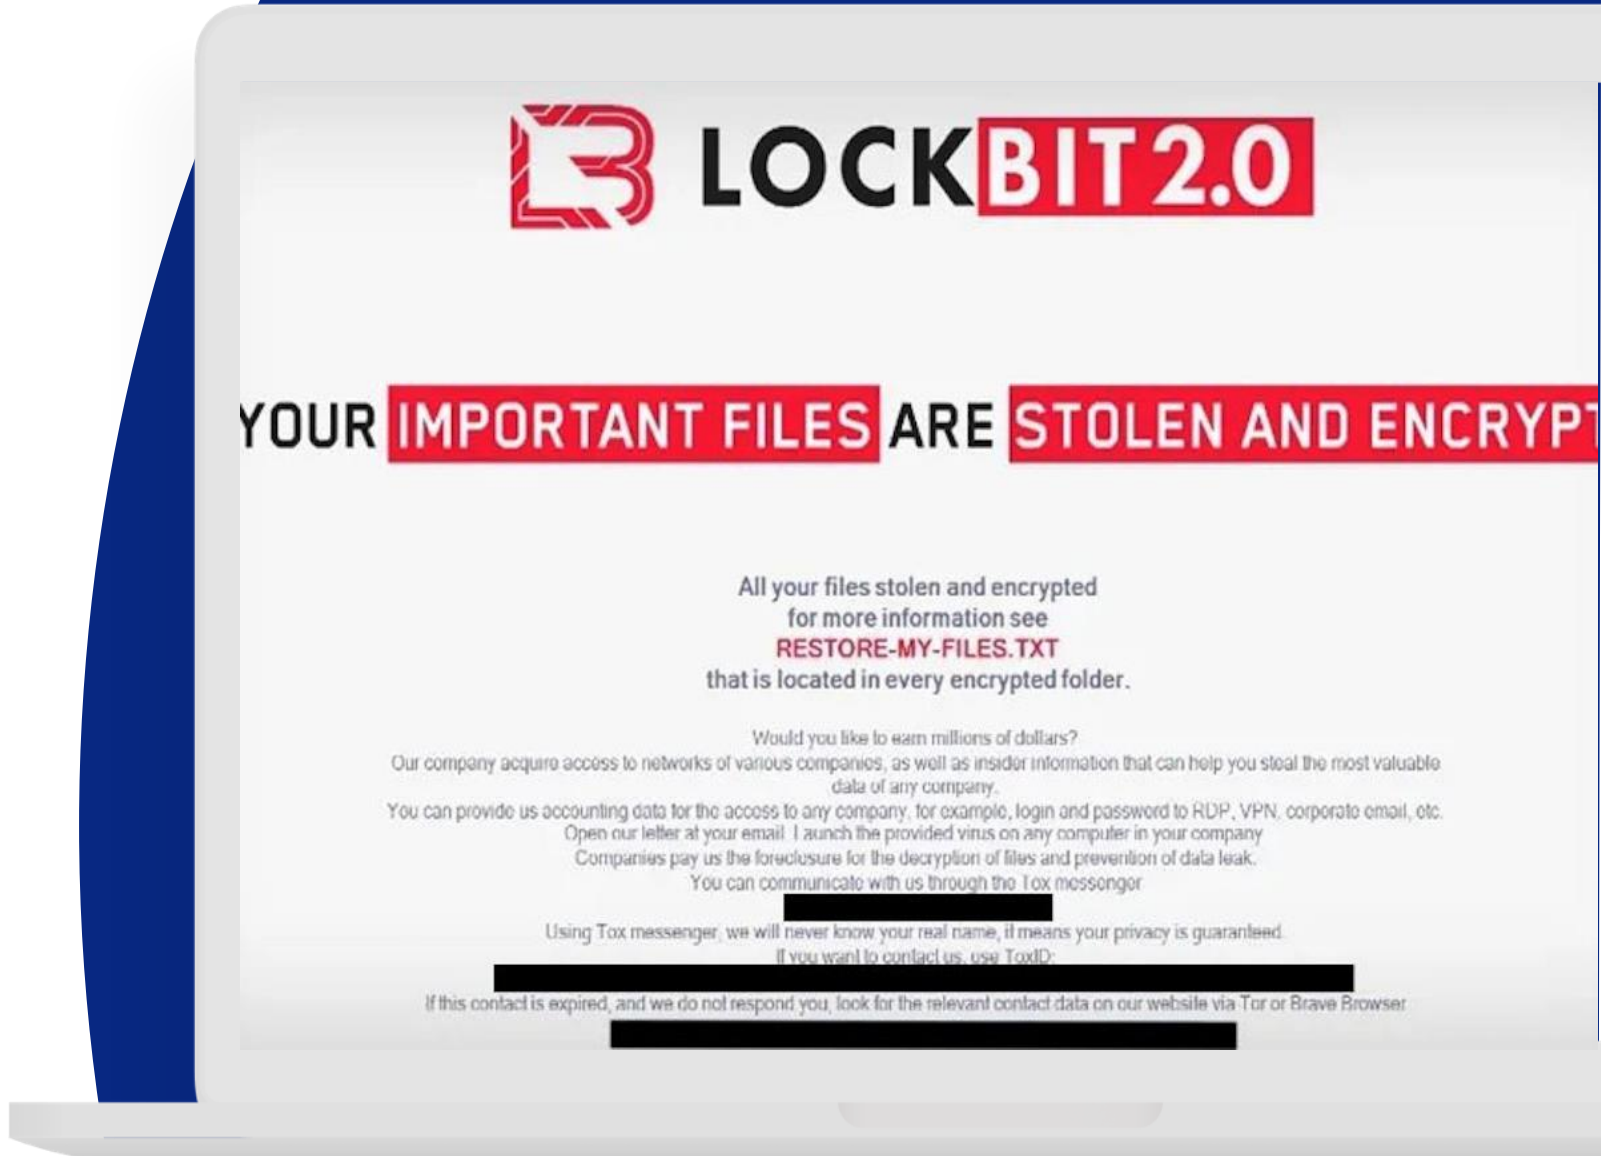 LOCKBIT 2.0
YOUR IMPORTANT FILES ARE STOLEN AND ENCRYPT
All your files stolen and encrypted
for more information see
RESTORE-MY-FILES.TXT
that is located in every encrypted folder.
Would you like to earn millions of dollars?
Our company acquire access to networks of various companies, as well as insider information that can help you steal the most valuable
data of any company.
You can provide us accounting data for the access to any company, for example, login and password to RDP, VPN, corporate email, etc.
Open our letter at your email. Launch the provided virus on any computer in your company
Companies pay us the foreclosure for the decryption of files and prevention of data leak.
You can communicate with us through the Tox messenger
Using Tox messenger, we will never know your real name, it means your privacy is guaranteed.
If you want to contact us, use ToxID:
If this contact is expired, and we do not respond you, look for the relevant contact data on our website via Tor or Brave Browser